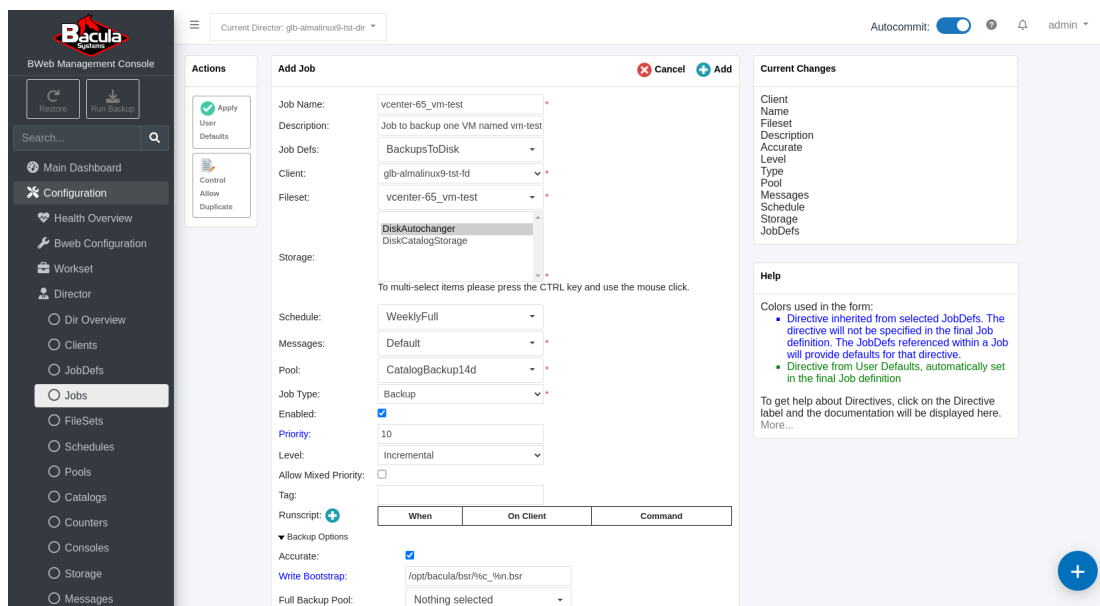 Bacula
Systems
BWeb Management Console
Restore
Run Backup
Search...
Main Dashboard
Configuration
Health Overview
Bweb Configuration
Workset
Director
Dir Overview
Clients
JobDefs
Jobs
FileSets
Schedules
Pools
Catalogs
Counters
Consoles
Storage
Messages
Current Director: glb-almalinux9-tst-dir
Autocommit:
admin
Actions
Apply
User
Defaults
Control
Allow
Duplicate
Add Job
Cancel
Add
Job Name: vcenter-65_vm-test *
Description: Job to backup one VM named vm-test
Job Defs: BackupsToDisk
Client: glb-almalinux9-tst-fd *
Fileset: vcenter-65_vm-test *
DiskAutochanger
DiskCatalogStorage
Storage: *
To multi-select items please press the CTRL key and use the mouse click.
Schedule: WeeklyFull
Messages: Default *
Pool: CatalogBackup14d *
Job Type: Backup *
Enabled:
Priority: 10
Level: Incremental
Allow Mixed Priority:
Tag:
Runscript: When On Client Command
Backup Options
Accurate:
Write Bootstrap: /opt/bacula/bsr/%c_%n.bsr
Full Backup Pool: Nothing selected
Current Changes
Client
Name
Fileset
Description
Accurate
Level
Type
Pool
Messages
Schedule
Storage
JobDefs
Help
Colors used in the form:
Directive inherited from selected JobDefs. The
directive will not be specified in the final Job
definition. The JobDefs referenced within a Job
will provide defaults for that directive.
Directive from User Defaults, automatically set
in the final Job definition
To get help about Directives, click on the Directive
label and the documentation will be displayed here.
More...